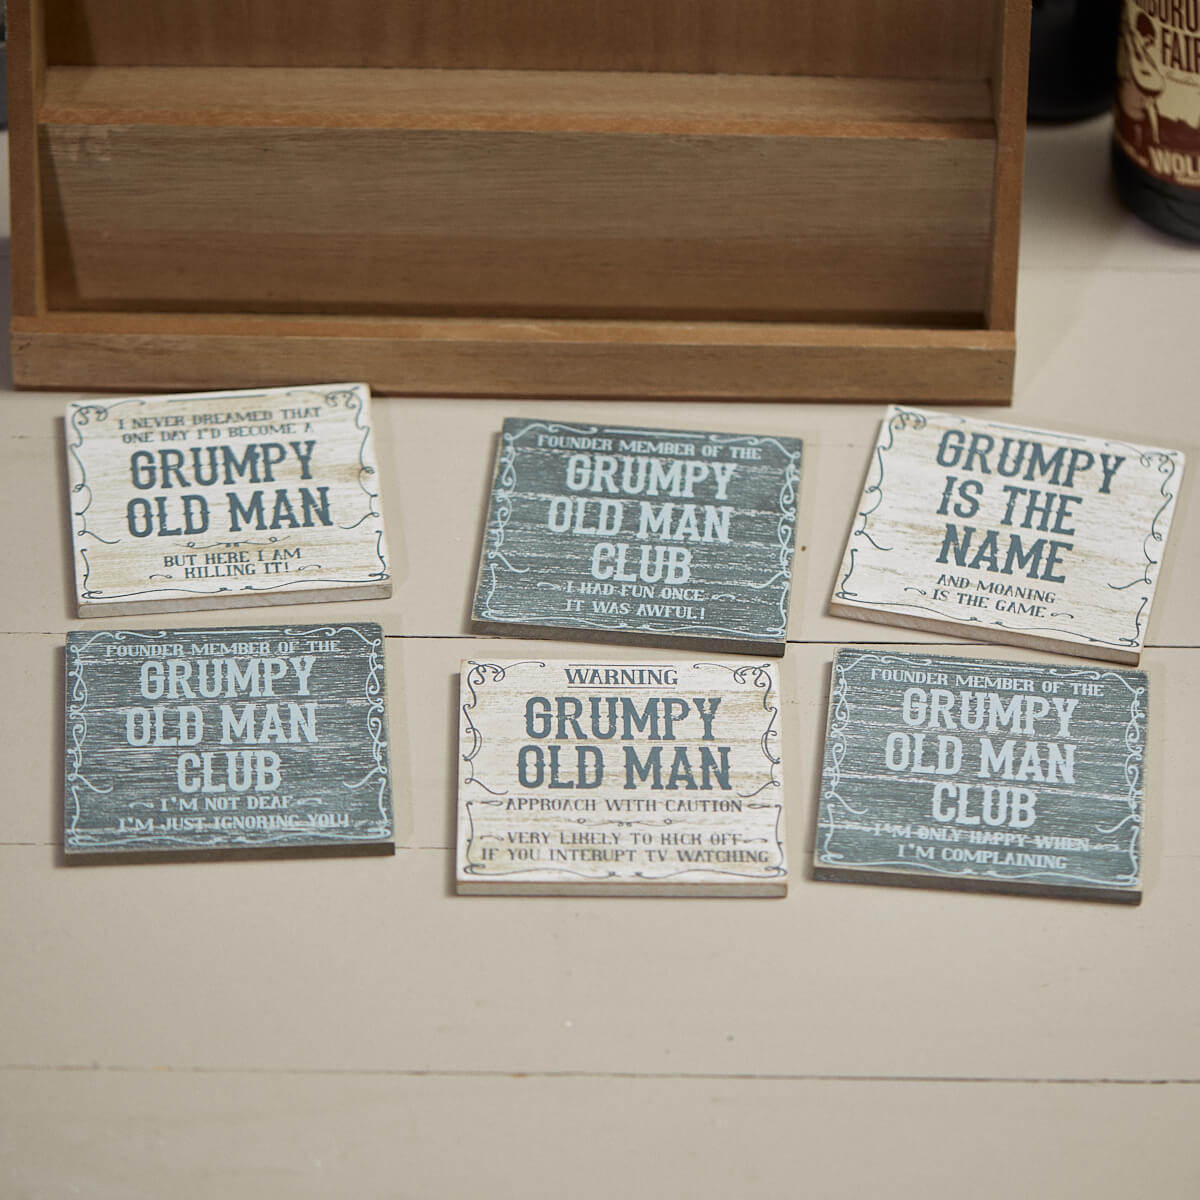 I NEVER DREAMED THAT
ONE DAY I'D BECOME A
GRUMPY
OLD MAN
BUT HERE I AM
KILLING IT!
FOUNDER MEMBER OF THE
GRUMPY
OLD MAN
CLUB
I HAD FUN ONCE
IT WAS AWFUL!
GRUMPY
IS THE
NAME
AND MOANING
IS THE GAME
FOUNDER MEMBER OF THE
GRUMPY
OLD MAN
CLUB
I'M NOT DEAF
I'M JUST IGNORING YOU!
WARNING
GRUMPY
OLD MAN
APPROACH WITH CAUTION
VERY LIKELY TO KICK OFF
IF YOU INTERUPT TV WATCHING
FOUNDER MEMBER OF THE
GRUMPY
OLD MAN
CLUB
I'M ONLY HAPPY WHEN
I'M COMPLAINING
FAIR